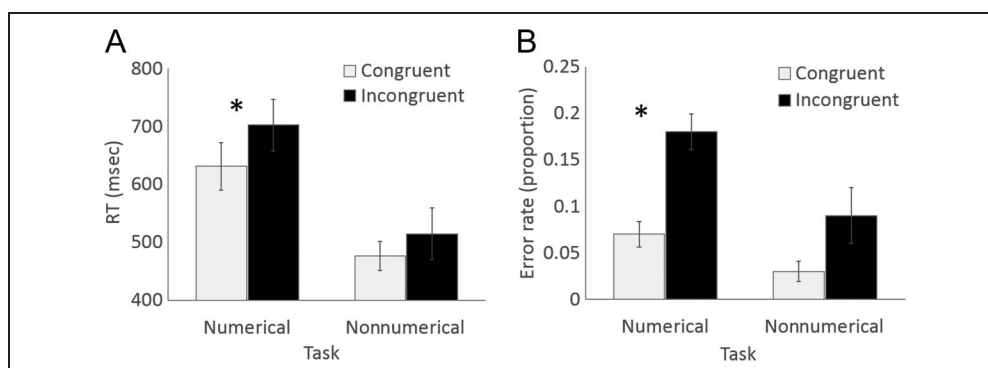 A
800
700
600
500
400
RT (msec)
*
Congruent
Incongruent
Numerical
Nonnumerical
Task
B
0.25
0.2
0.15
0.1
0.05
0
Error rate (proportion)
*
Congruent
Incongruent
Numerical
Nonnumerical
Task